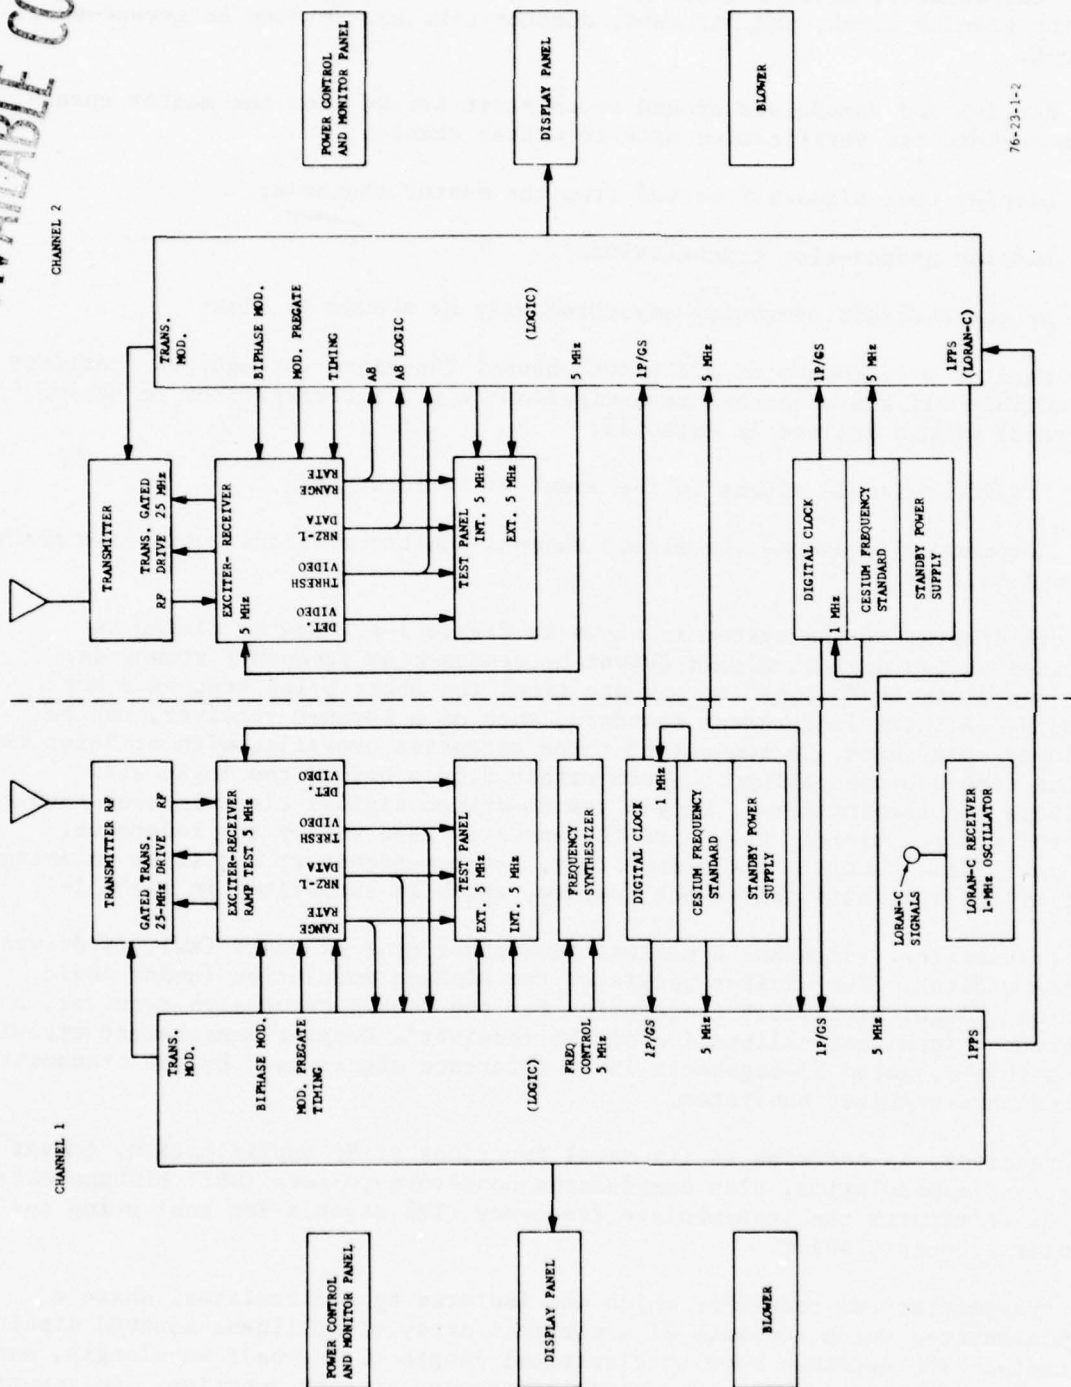 AILABLE CO
CHANNEL 1
CHANNEL 2
POWER CONTROL
AND MONITOR PANEL
DISPLAY PANEL
BLOWER
TRANS.
MOD.
BIPHASE MOD.
MOD. PREGATE
TIMING
(LOGIC)
FREQ
CONTROL
5 MHz
1P/GS
5 MHz
1P/GS
5 MHz
1PPS
TRANSMITTER RF
GATED TRANS.
25-MHz DRIVE RF
EXCITER-RECEIVER
RAMP TEST 5 MHz
RANGE
RATE
NRZ-L
DATA
TRESH
VIDEO
DET.
VIDEO
TEST PANEL
EXT. 5 MHz
INT. 5 MHz
FREQUENCY
SYNTHESIZER
DIGITAL CLOCK
1 MHz
CESIUM FREQUENCY
STANDARD
STANDBY POWER
SUPPLY
LORAN-C
SIGNALS
LORAN-C RECEIVER
1-MHz OSCILLATOR
TRANSMITTER
TRANS. GATED
RF DRIVE 25 MHz
EXCITER-RECEIVER
5 MHz
DET.
VIDEO
THRESH
VIDEO
NRZ-L
DATA
RANGE
RATE
TEST PANEL
INT. 5 MHz
EXT. 5 MHz
DIGITAL CLOCK
1 MHz
CESIUM FREQUENCY
STANDARD
STANDBY POWER
SUPPLY
TRANS.
MOD.
BIPHASE MOD.
MOD. PREGATE
TIMING
A8
A8 LOGIC
(LOGIC)
5 MHz
1P/GS
5 MHz
1P/GS
5 MHz
1PPS
(LORAN-C)
POWER CONTROL
AND MONITOR PANEL
DISPLAY PANEL
BLOWER
76-23-1-2